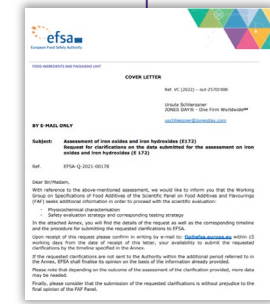 efsa
European Food Safety Authority
FOOD INGREDIENTS AND PACKAGING UNIT
COVER LETTER
Ref. VC (2022) – out-
Ursula Schliessner
JONES DAY® - One Firm Worldwide℠
uschliessner@jonesday.com
BY E-MAIL ONLY
Subject: Assessment of iron oxides and iron hydroxides (E172)
Request for clarifications on the data submitted for the assessment on iron
oxides and iron hydroxides (E 172)
Ref. EFSA-Q-2021-00178
Dear Sir/Madam,
With reference to the above-mentioned assessment, we would like to inform you that the Working
Group on Specifications of Food Additives of the Scientific Panel on Food Additives and Flavourings
(FAF) seeks additional information in order to proceed with the scientific evaluation:
- Physicochemical characterisation
- Safety evaluation strategy and corresponding testing strategy
In the attached Annex, you will find the details of the request as well as the corresponding timeline
and the procedure for submitting the requested clarifications to EFSA.
Upon receipt of this request please confirm in writing by e-mail to: fip@efsa.europa.eu within 15
working days from the date of receipt of this letter, your availability to submit the requested
clarifications by the timeline specified in the Annex.
If the requested clarifications are not sent to the Authority within the additional period referred to in
the Annex, EFSA shall finalise its opinion on the basis of the information already provided.
Please note that depending on the outcome of the assessment of the clarification provided, more data
may be needed.
Finally, please consider that the submission of the requested clarifications is without prejudice to the
final opinion of the FAF Panel.